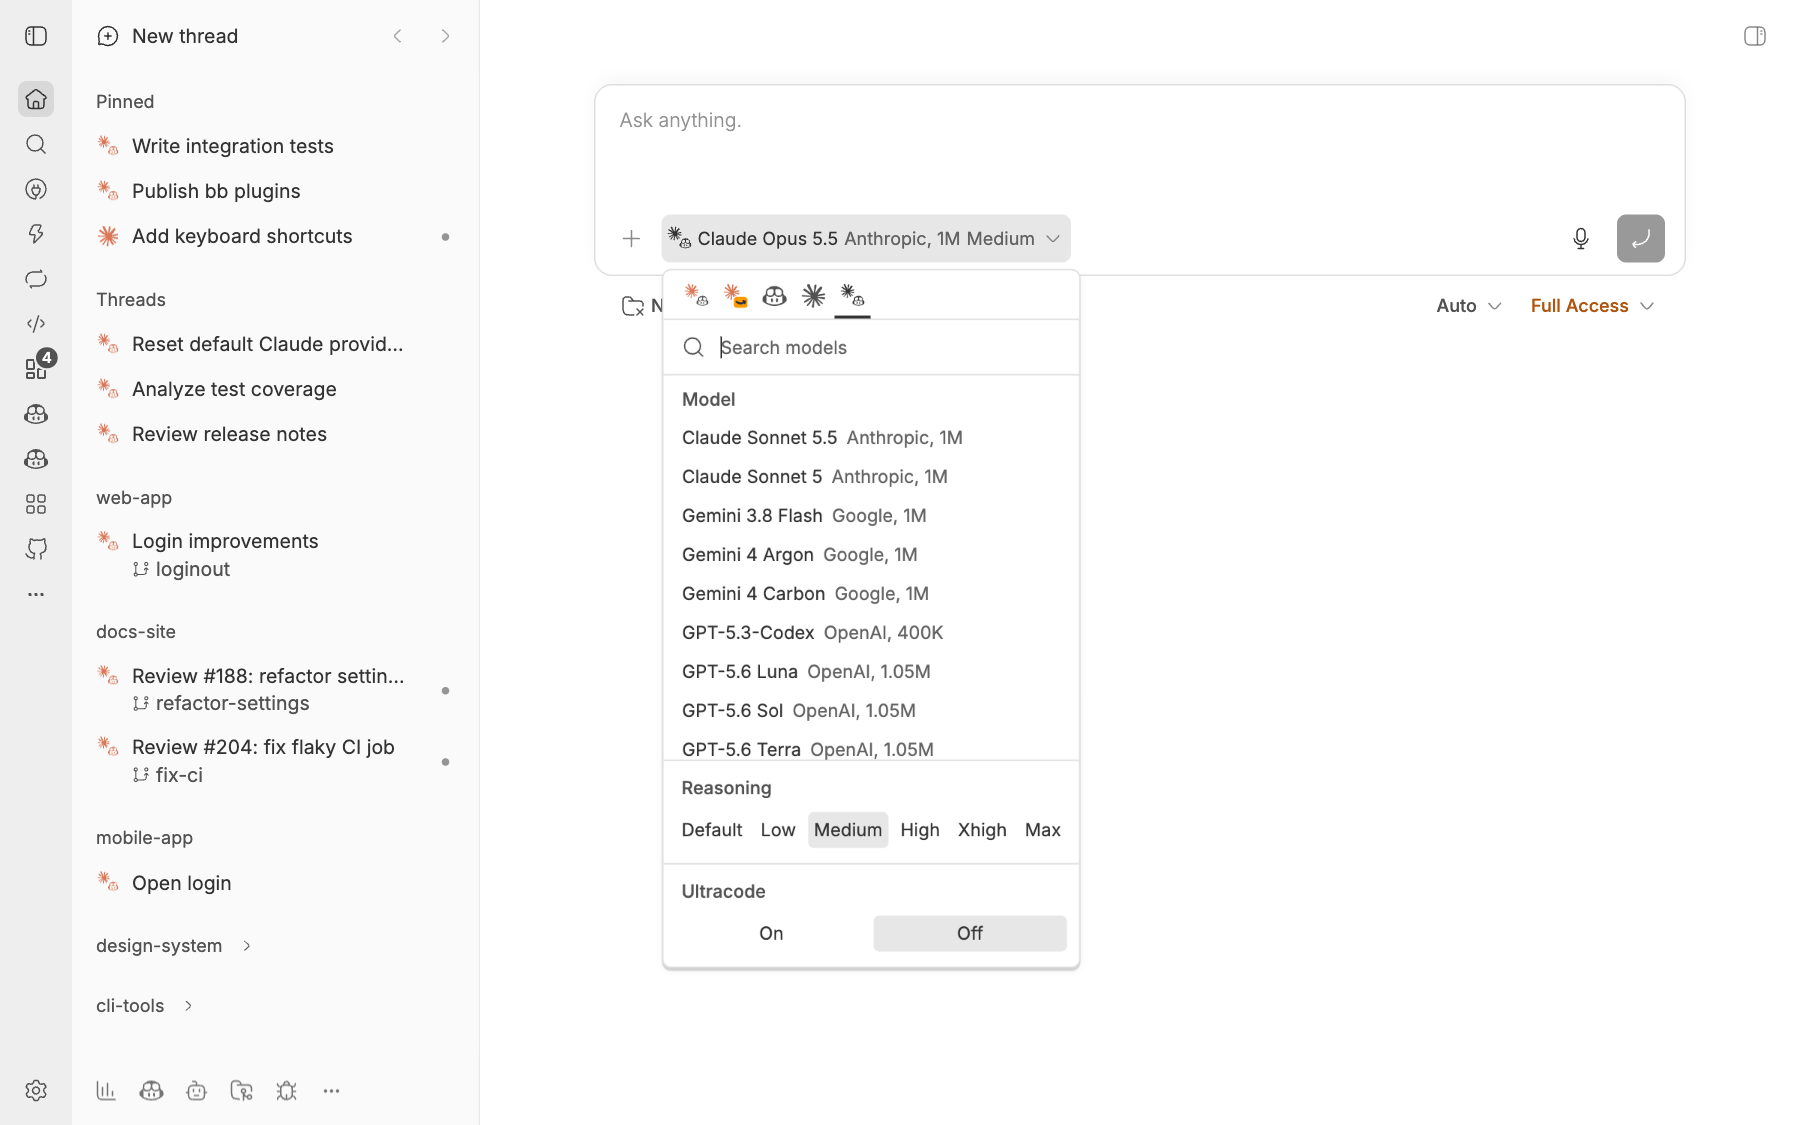 New thread
Pinned
Write integration tests
Publish bb plugins
Add keyboard shortcuts
Threads
Reset default Claude provid...
Analyze test coverage
Review release notes
web-app
Login improvements
loginout
docs-site
Review #188: refactor settin...
refactor-settings
Review #204: fix flaky CI job
fix-ci
mobile-app
Open login
design-system
cli-tools
4
Ask anything.
Claude Opus 5.5 Anthropic, 1M Medium
N
Auto
Full Access
Search models
Model
Claude Sonnet 5.5 Anthropic, 1M
Claude Sonnet 5 Anthropic, 1M
Gemini 3.8 Flash Google, 1M
Gemini 4 Argon Google, 1M
Gemini 4 Carbon Google, 1M
GPT-5.3-Codex OpenAI, 400K
GPT-5.6 Luna OpenAI, 1.05M
GPT-5.6 Sol OpenAI, 1.05M
GPT-5.6 Terra OpenAI, 1.05M
Reasoning
Default Low Medium High Xhigh Max
Ultracode
On Off